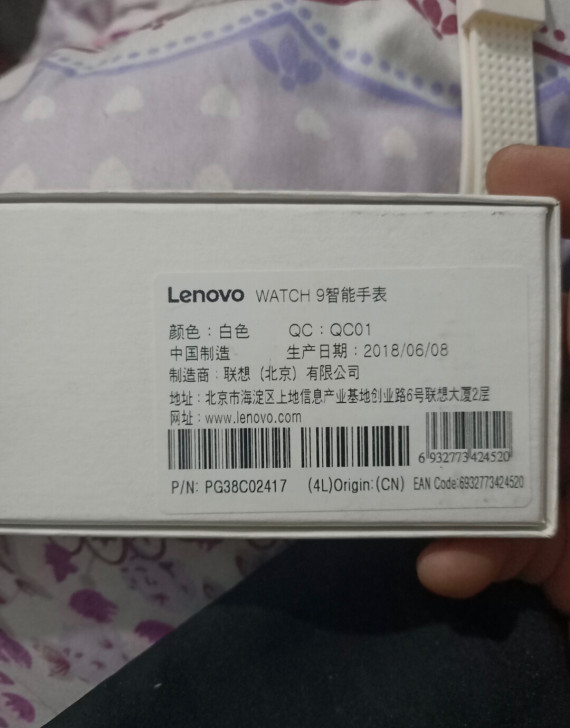 Lenovo WATCH 9智能手表
颜色：白色 QC：QC01
中国制造 生产日期：2018/06/08
制造商：联想（北京）有限公司
地址：北京市海淀区上地信息产业基地创业路6号联想大厦2层
网址：www.lenovo.com
6 932773 424520
P/N: PG38C02417 (4L)Origin:(CN) EAN Code:6932773424520